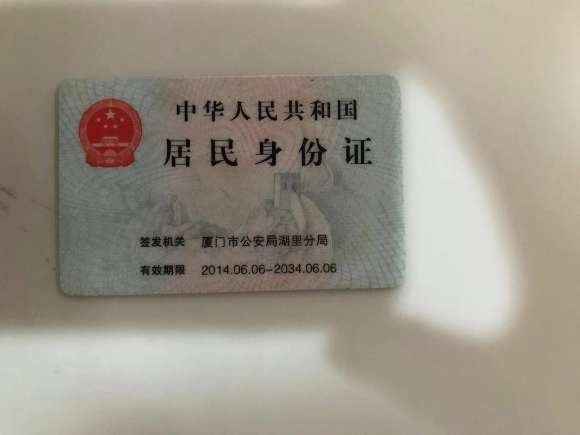 中华人民共和国
居民身份证
签发机关 厦门市公安局湖里分局
有效期限 2014.06.06-2034.06.06